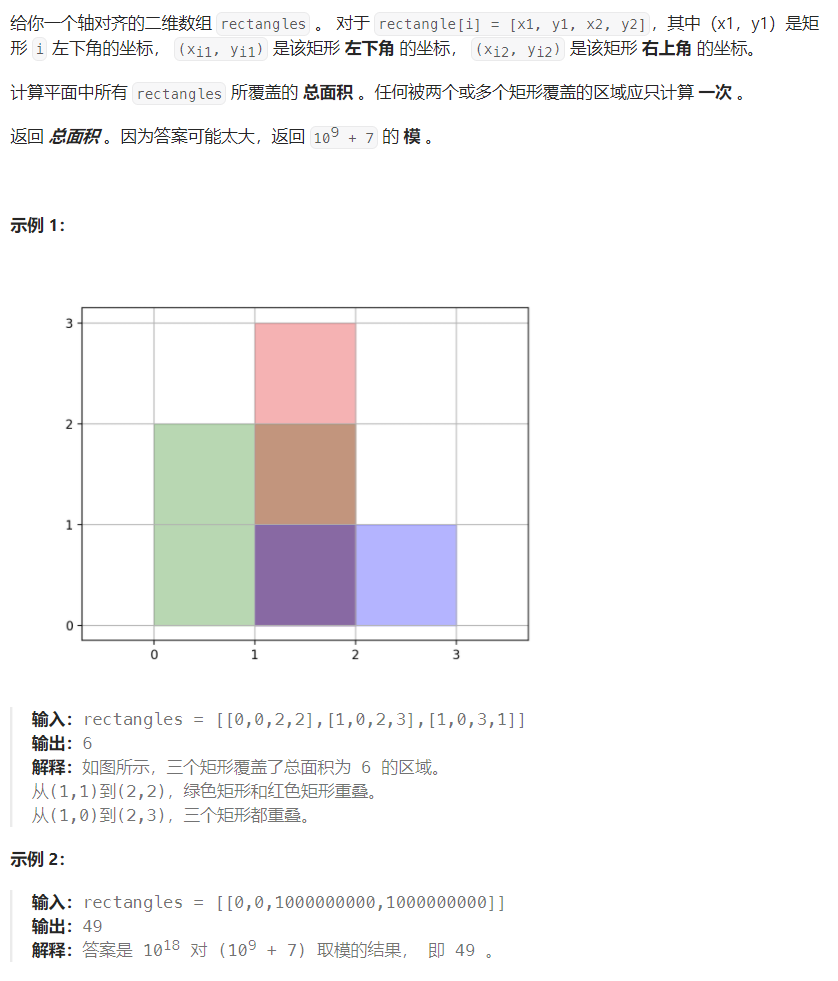 给你一个轴对齐的二维数组 rectangles 。 对于 rectangle[i] = [x1, y1, x2, y2]，其中（x1，y1）是矩
形 i 左下角的坐标， (xi1, yi1) 是该矩形 左下角 的坐标， (xi2, yi2) 是该矩形 右上角 的坐标。
计算平面中所有 rectangles 所覆盖的 总面积 。任何被两个或多个矩形覆盖的区域应只计算 一次 。
返回 总面积 。因为答案可能太大，返回 10^9 + 7 的 模 。
示例 1：
3
2
1
0
0 1 2 3
输入：rectangles = [[0,0,2,2],[1,0,2,3],[1,0,3,1]]
输出：6
解释：如图所示，三个矩形覆盖了总面积为 6 的区域。
从(1,1)到(2,2)，绿色矩形和红色矩形重叠。
从(1,0)到(2,3)，三个矩形都重叠。
示例 2：
输入：rectangles = [[0,0,1000000000,1000000000]]
输出：49
解释：答案是 10^18 对 (10^9 + 7) 取模的结果， 即 49 。